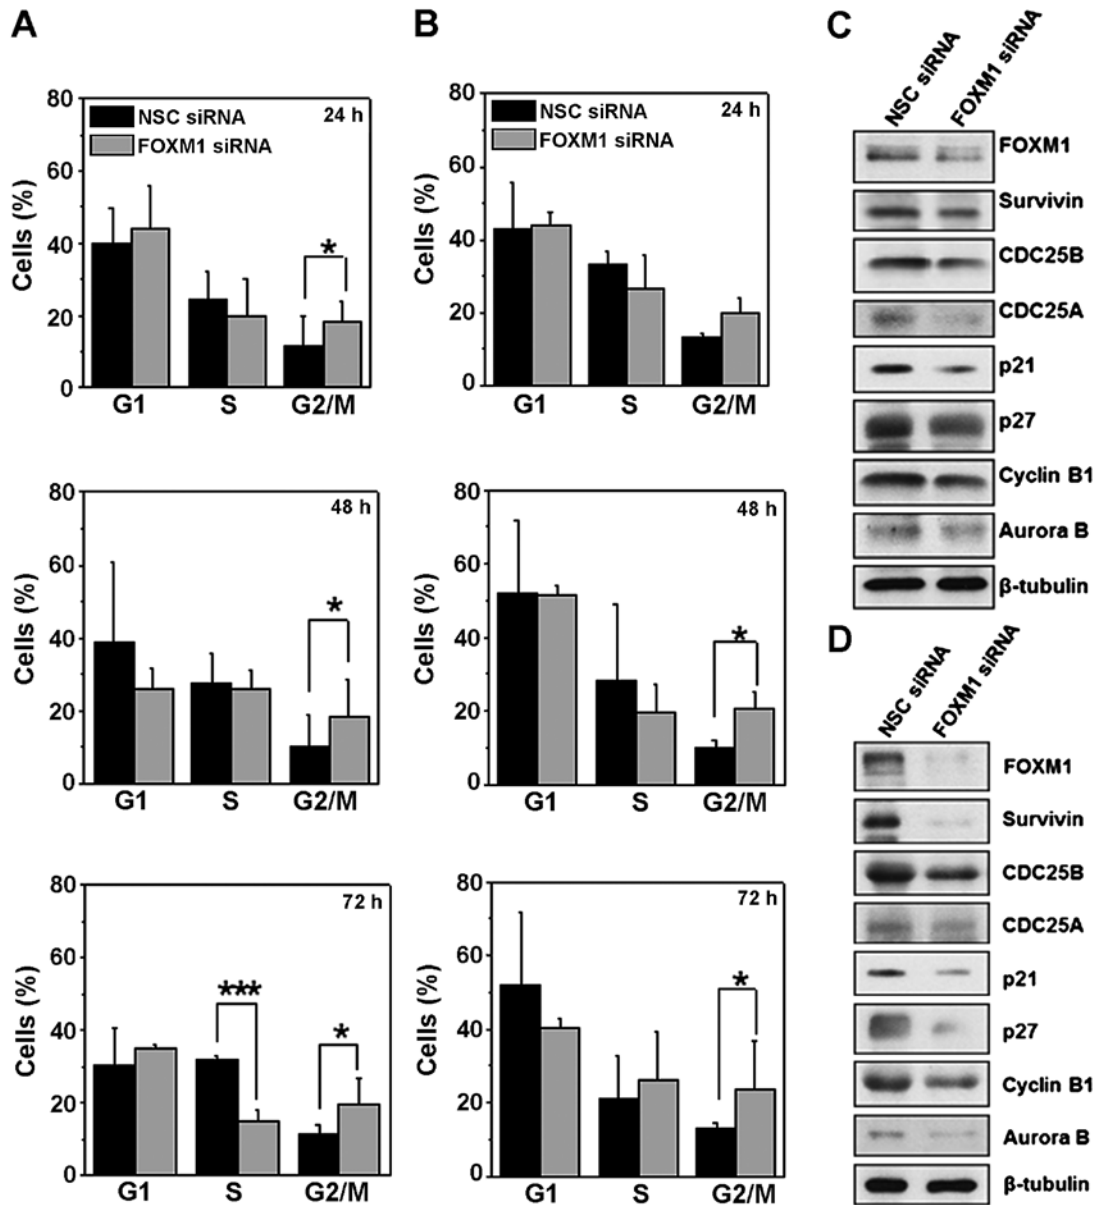 A
80
60
40
20
0
Cells (%)
NSC siRNA
FOXM1 siRNA
24 h
*
G1 S G2/M
80
60
40
20
0
Cells (%)
48 h
*
G1 S G2/M
80
60
40
20
0
Cells (%)
72 h
***
*
G1 S G2/M
B
80
60
40
20
0
Cells (%)
NSC siRNA
FOXM1 siRNA
24 h
G1 S G2/M
80
60
40
20
0
Cells (%)
48 h
*
G1 S G2/M
80
60
40
20
0
Cells (%)
72 h
*
G1 S G2/M
C
NSC siRNA
FOXM1 siRNA
FOXM1
Survivin
CDC25B
CDC25A
p21
p27
Cyclin B1
Aurora B
β-tubulin
D
NSC siRNA
FOXM1 siRNA
FOXM1
Survivin
CDC25B
CDC25A
p21
p27
Cyclin B1
Aurora B
β-tubulin